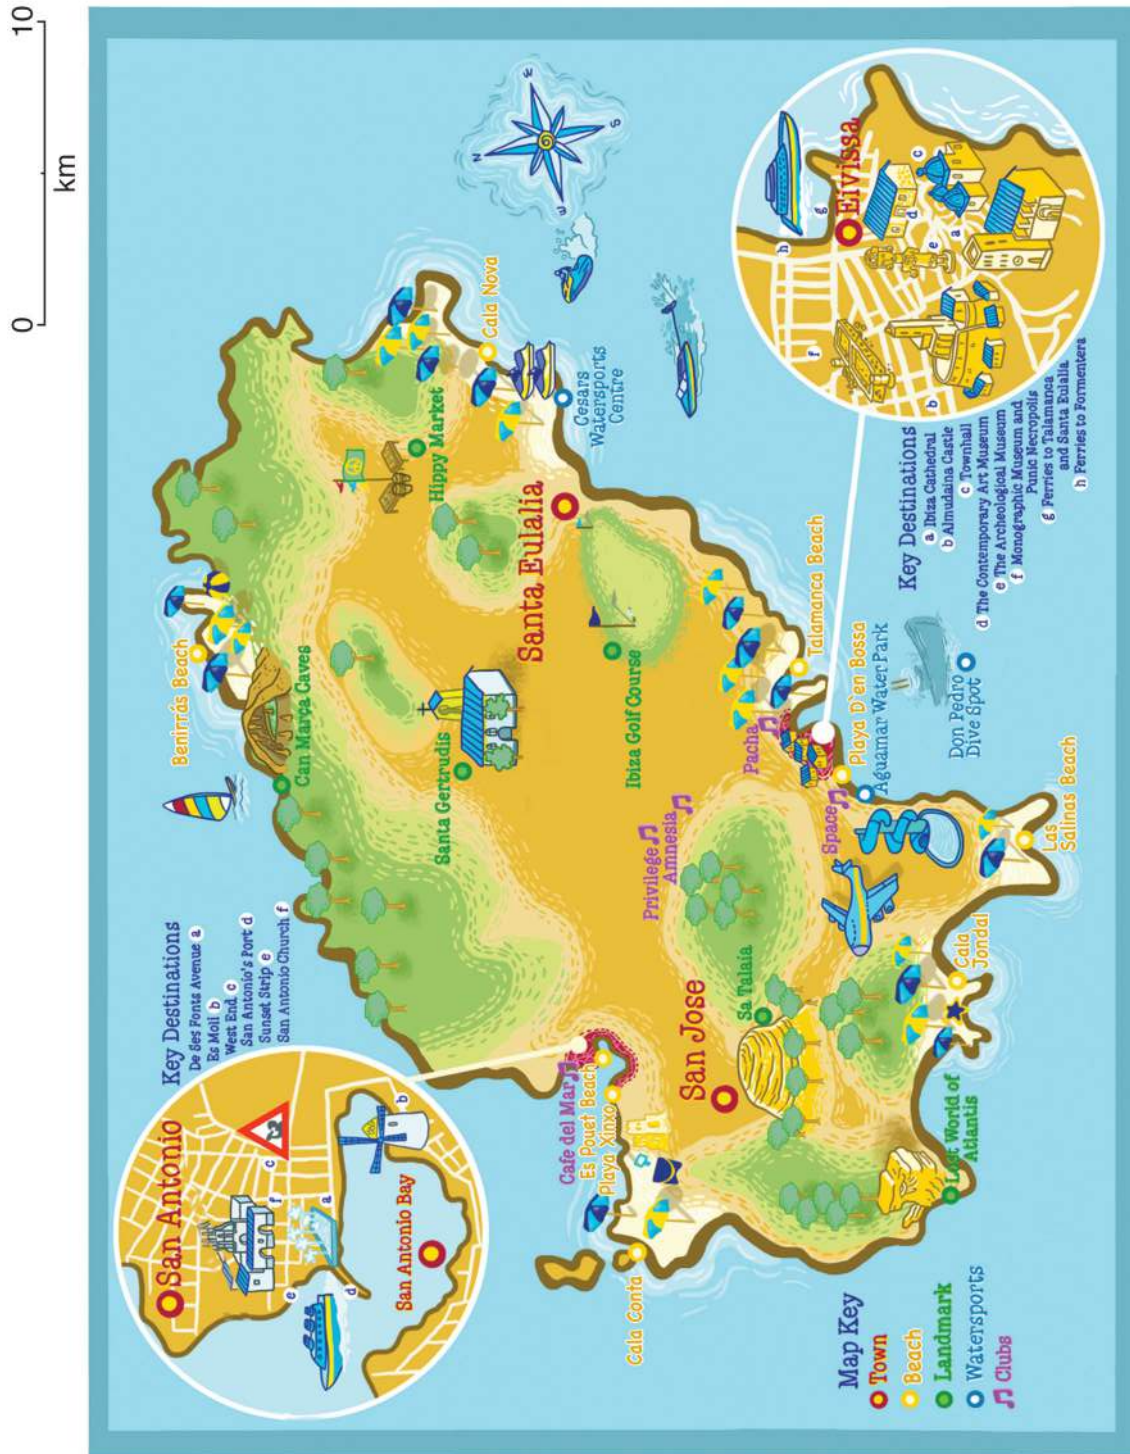 0
10
km
Key Destinations
De Ses Fonts Avenue a
Es Moli b
West End c
San Antonio's Port d
Sunset Strip e
San Antonio Church f
San Antonio
San Antonio Bay
a
b
c
d
e
f
Benirrás Beach
Can Marca Caves
Hippy Market
Cala Nova
Cesars
Watersports
Centre
N
E
S
W
Santa Gertrudis
Santa Eulalia
Ibiza Golf Course
Cafe del Mar
Es Pouet Beach
Playa Xinxo
Cala Conta
San Jose
Sa Talaia
Privilege
Amnesia
Pacha
Space
Talamanca Beach
Playa D'en Bossa
Aguamar Water Park
Don Pedro
Dive Spot
Las
Salinas Beach
Cala
Jondal
Lost World of
Atlantis
Map Key
Town
Beach
Landmark
Watersports
Clubs
Key Destinations
a Ibiza Cathedral
b Almudaina Castle
c Townhall
d The Contemporary Art Museum
e The Archeological Museum
f Monographic Museum and
Punic Necropolis
g Ferries to Talamanca
and Santa Eulalia
h Ferries to Formentera
Eivissa
a
b
c
d
e
f
g
h